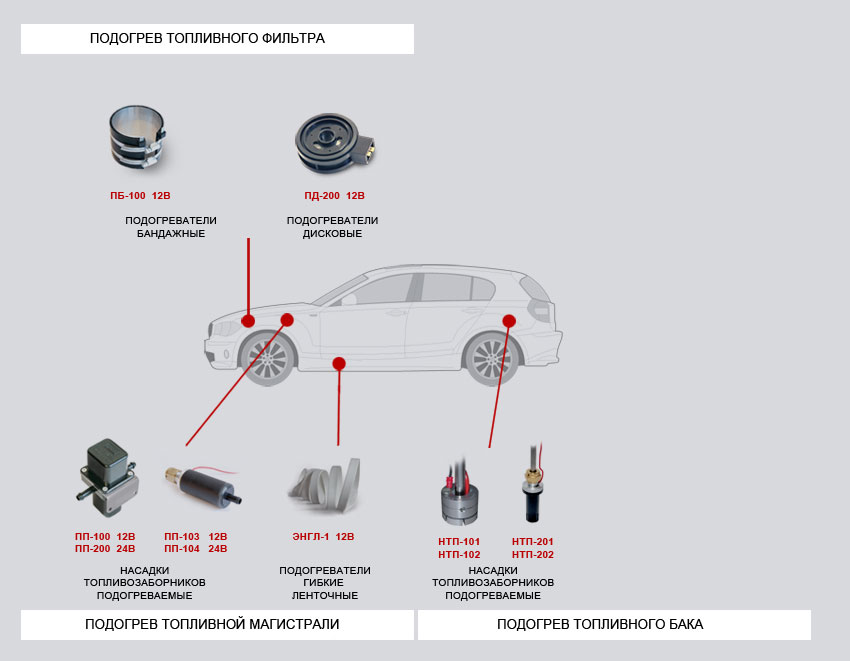 ПОДОГРЕВ ТОПЛИВНОГО ФИЛЬТРА
ПБ-100 12В
ПД-200 12В
ПОДОГРЕВАТЕЛИ
БАНДАЖНЫЕ
ПОДОГРЕВАТЕЛИ
ДИСКОВЫЕ
ПП-100 12В
ПП-200 24В
ПП-103 12В
ПП-104 24В
ЭНГЛ-1 12В
НТП-101
НТП-102
НТП-201
НТП-202
НАСАДКИ
ТОПЛИВОЗАБОРНИКОВ
ПОДОГРЕВАЕМЫЕ
ПОДОГРЕВАТЕЛИ
ГИБКИЕ
ЛЕНТОЧНЫЕ
НАСАДКИ
ТОПЛИВОЗАБОРНИКОВ
ПОДОГРЕВАЕМЫЕ
ПОДОГРЕВ ТОПЛИВНОЙ МАГИСТРАЛИ
ПОДОГРЕВ ТОПЛИВНОГО БАКА